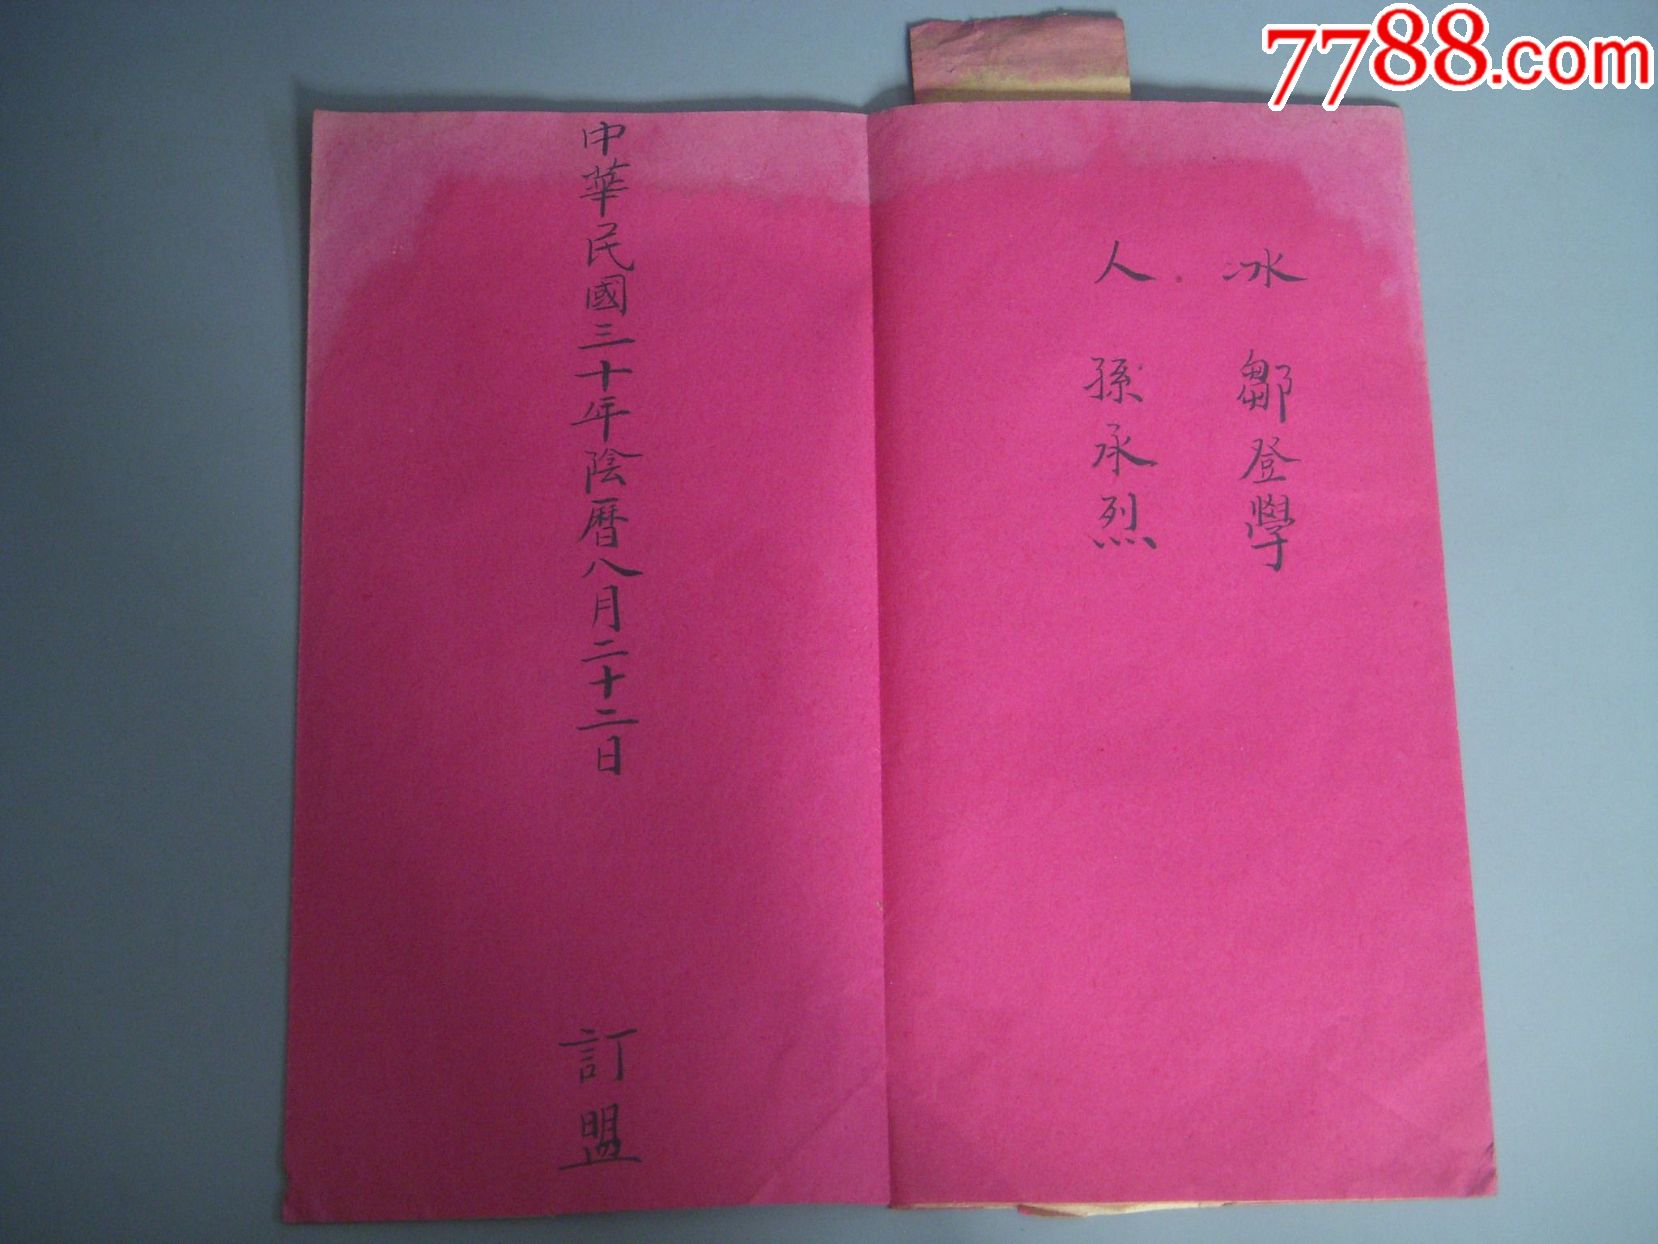 冰 鄒登學
人 孫承烈
中華民國三十年陰曆八月二十二日 訂盟
7788.com